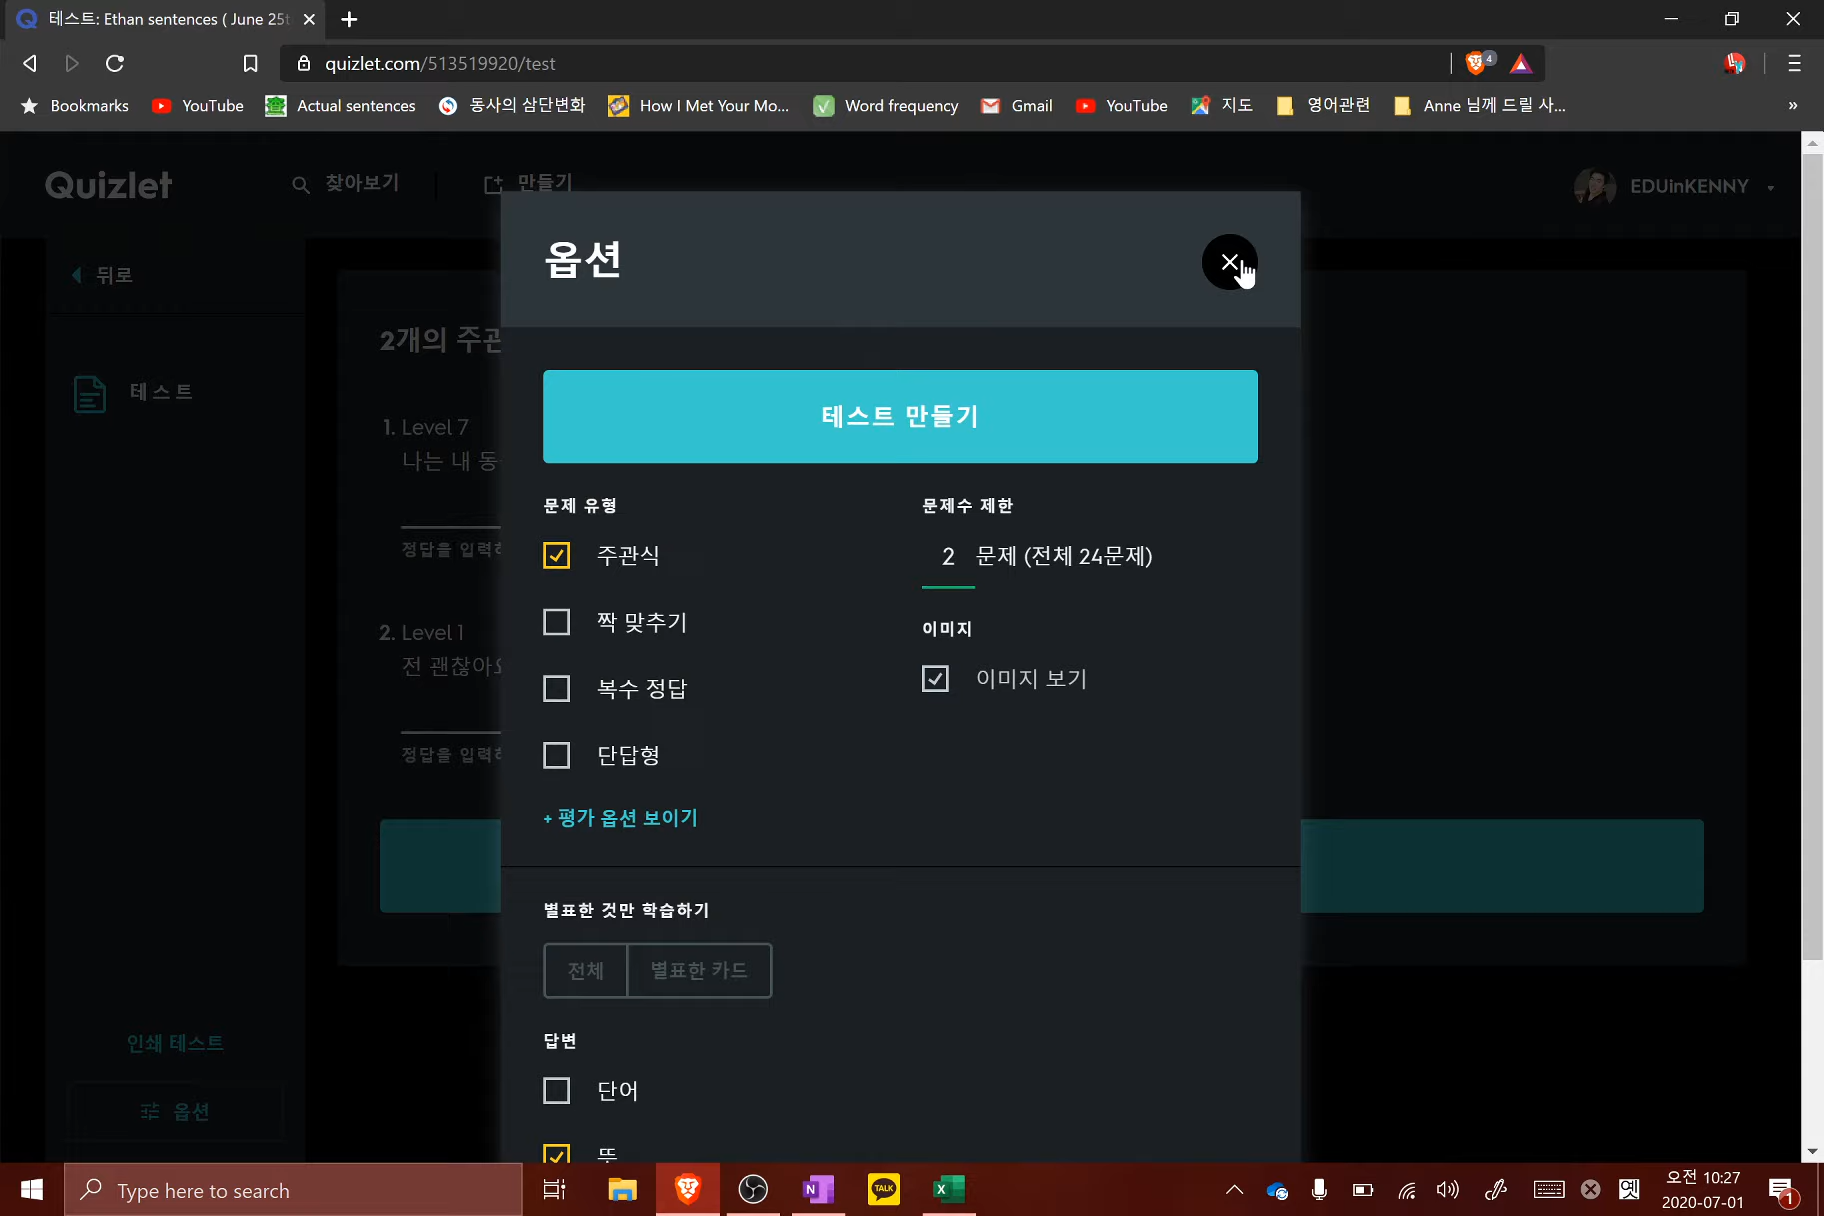 테스트: Ethan sentences ( June 25t
quizlet.com/513519920/test
4
Bookmarks
YouTube
Actual sentences
동사의 삼단변화
How I Met Your Mo...
Word frequency
Gmail
YouTube
지도
영어관련
Anne 님께 드릴 사...
»
Quizlet
찾아보기
만들기
EDUinKENNY
뒤로
테스트
2개의 주관
1. Level 7
나는 내 동
정답을 입력하
2. Level 1
전 괜찮아요
정답을 입력하
인쇄 테스트
옵션
옵션
테스트 만들기
문제 유형
주관식
짝 맞추기
복수 정답
단답형
+ 평가 옵션 보이기
문제수 제한
2 문제 (전체 24문제)
이미지
이미지 보기
별표한 것만 학습하기
전체
별표한 카드
답변
단어
뜻
Type here to search
N
TALK
X
옛
오전 10:27
2020-07-01
1